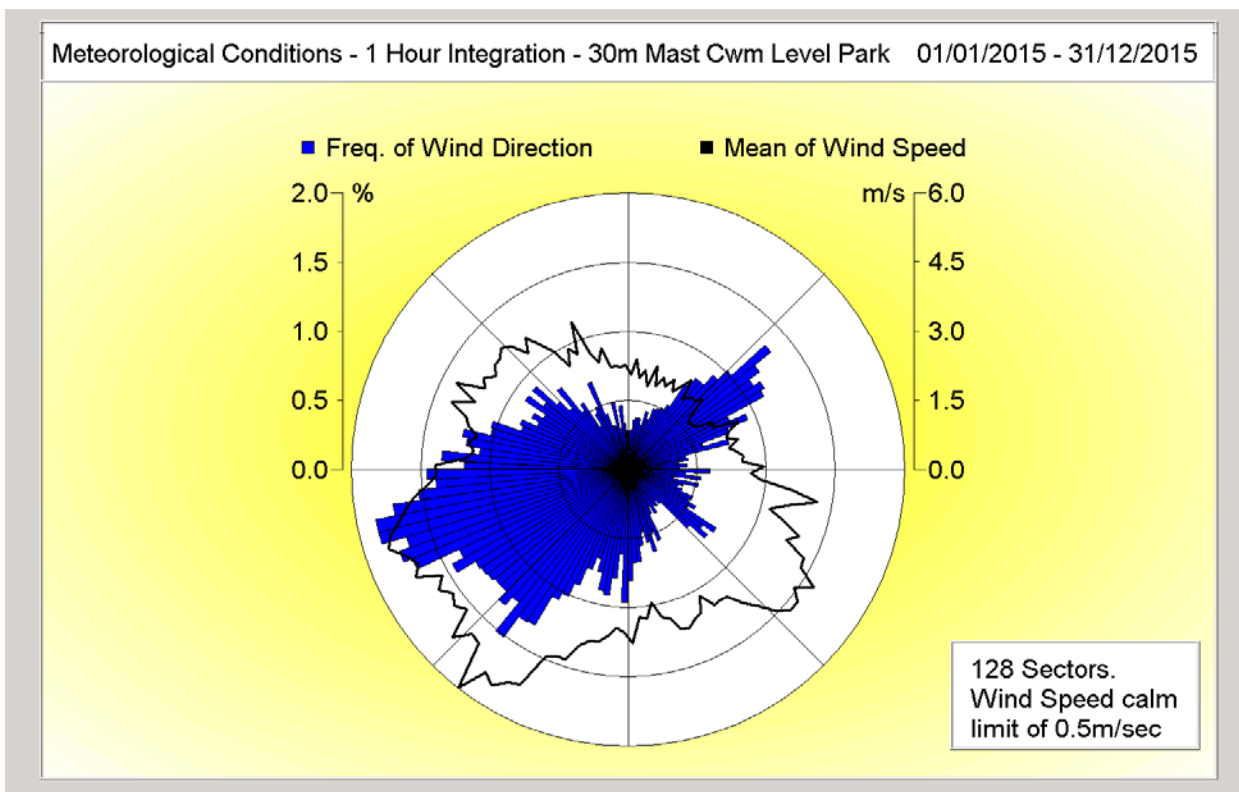 Meteorological Conditions - 1 Hour Integration - 30m Mast Cwm Level Park 01/01/2015 - 31/12/2015
Freq. of Wind Direction
Mean of Wind Speed
2.0 %
m/s 6.0
1.5
4.5
1.0
3.0
0.5
1.5
0.0
0.0
128 Sectors.
Wind Speed calm
limit of 0.5m/sec